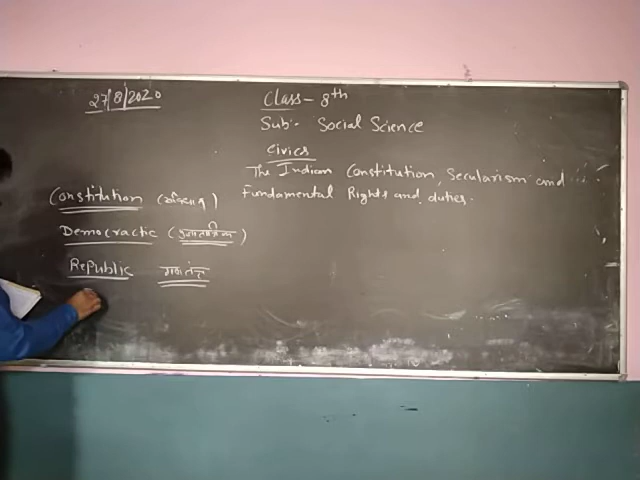 27/8/2020
Class - 8th
Sub:- Social Science
Civics
The Indian Constitution, Secularism and
Fundamental Rights and duties.
Constitution (संविधान)
Democractic (प्रजातांत्रिक)
Republic गणतंत्र